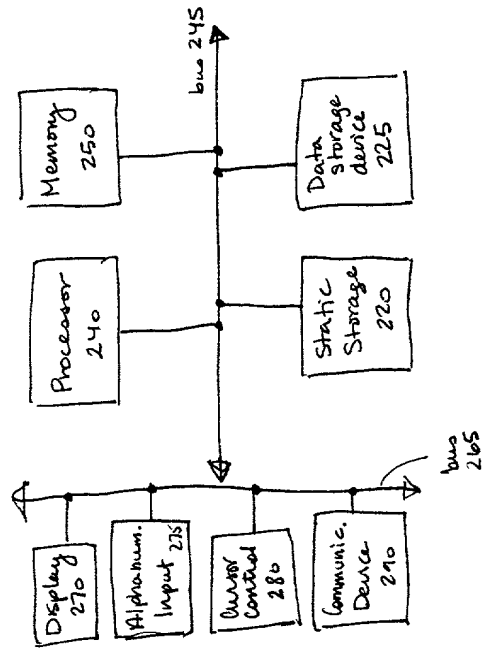 Memory
250
bus 245
Processor
240
Data
storage
device
225
Static
Storage
220
Display
270
Alphanum.
Input 275
Cursor
Control
280
Communic.
Device
290
bus
265